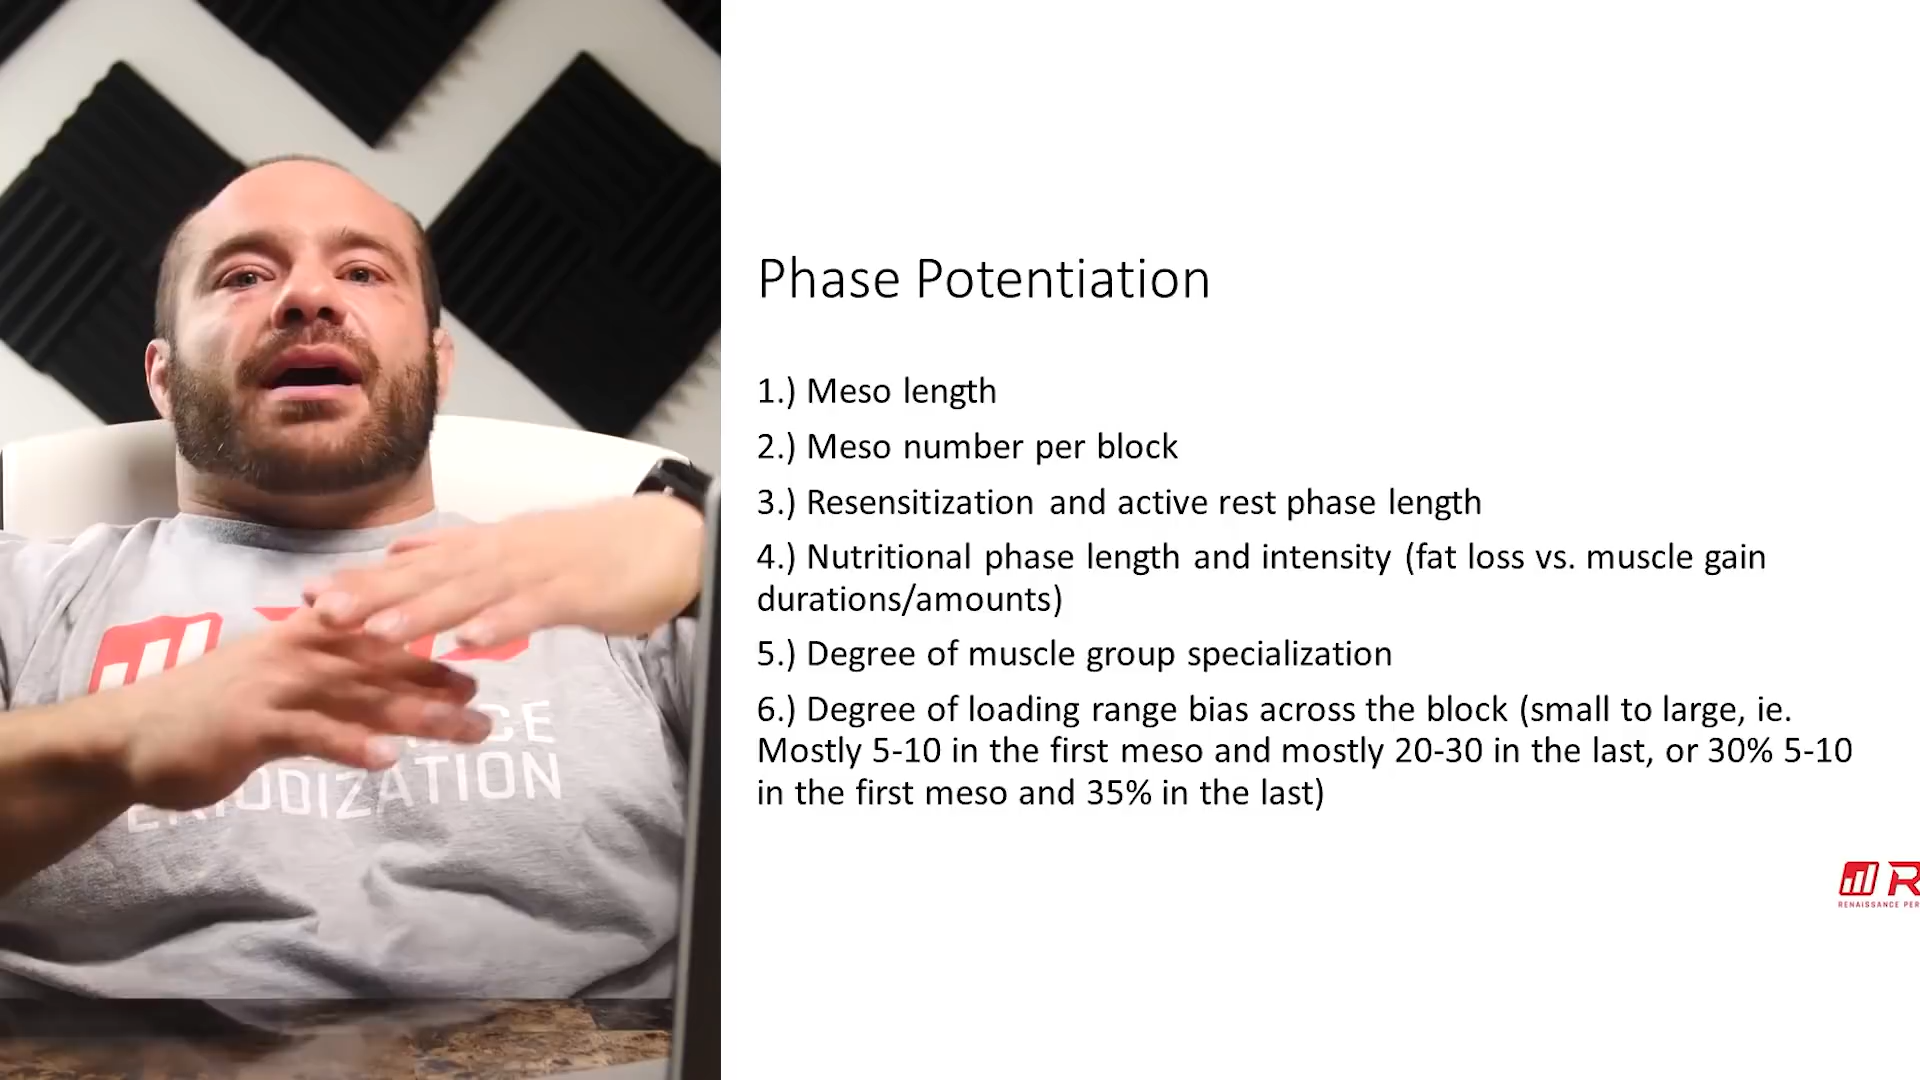 Phase Potentiation
1.) Meso length
2.) Meso number per block
3.) Resensitization and active rest phase length
4.) Nutritional phase length and intensity (fat loss vs. muscle gain
durations/amounts)
5.) Degree of muscle group specialization
6.) Degree of loading range bias across the block (small to large, ie.
Mostly 5-10 in the first meso and mostly 20-30 in the last, or 30% 5-10
in the first meso and 35% in the last)
R
RENAISSANCE PER
CE
ODIZATION